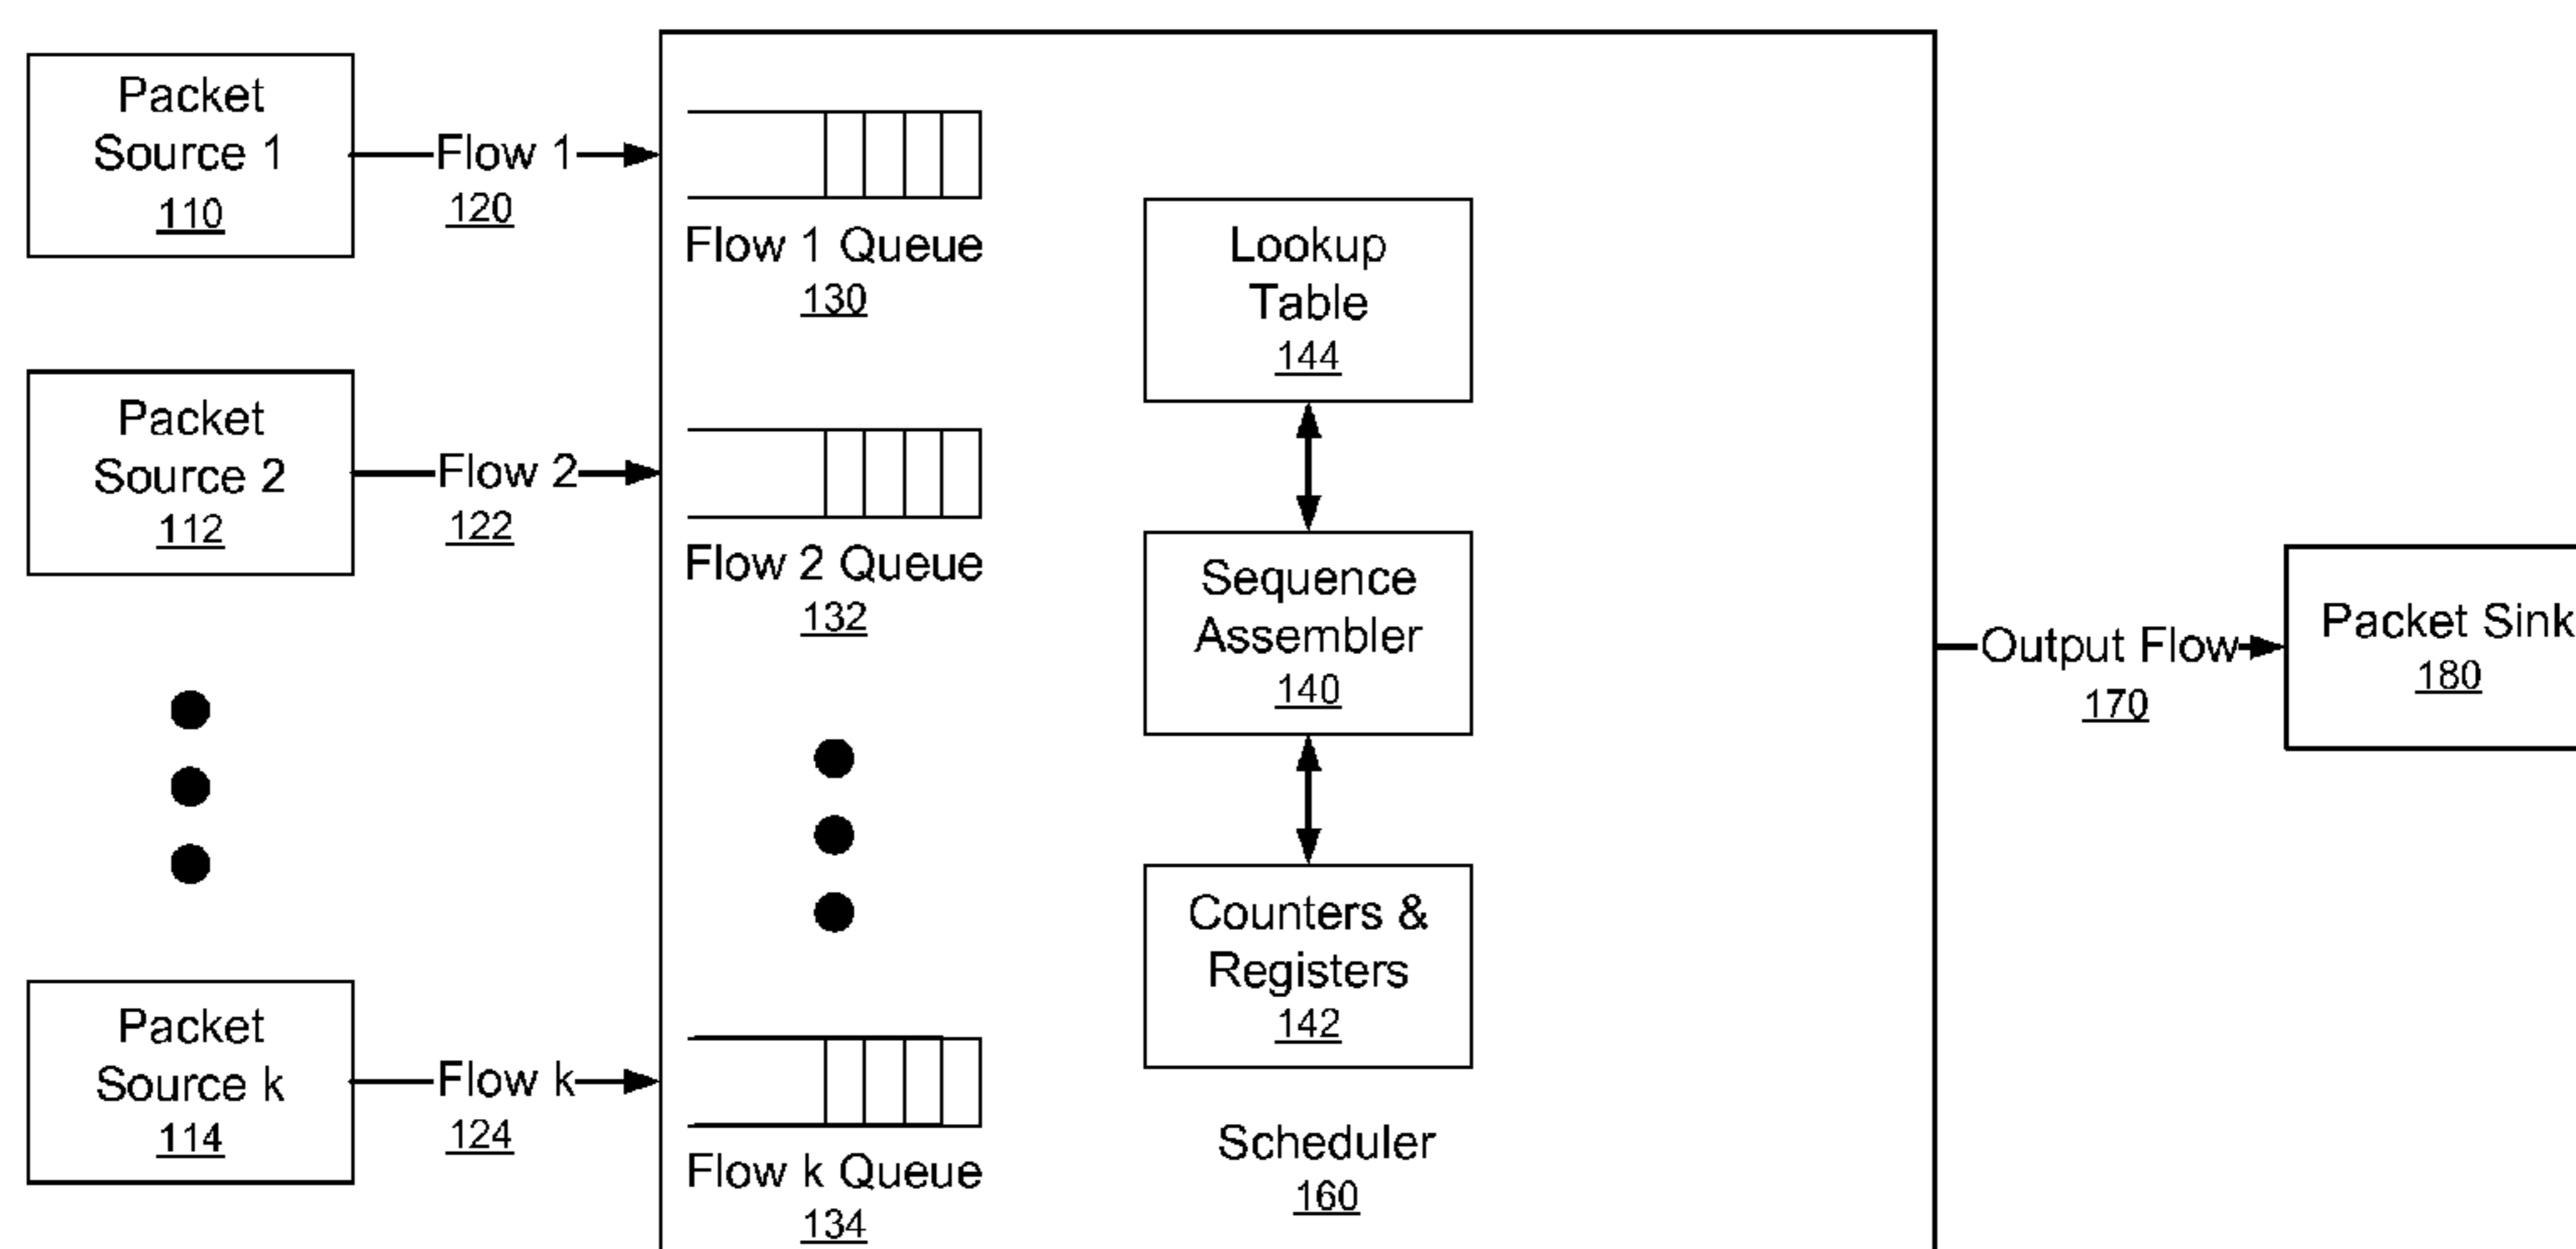 Packet
Source 1
110
Flow 1
120
Flow 1 Queue
130
Packet
Source 2
112
Flow 2
122
Flow 2 Queue
132
Packet
Source k
114
Flow k
124
Flow k Queue
134
Lookup
Table
144
Sequence
Assembler
140
Counters &
Registers
142
Scheduler
160
Output Flow
170
Packet Sink
180